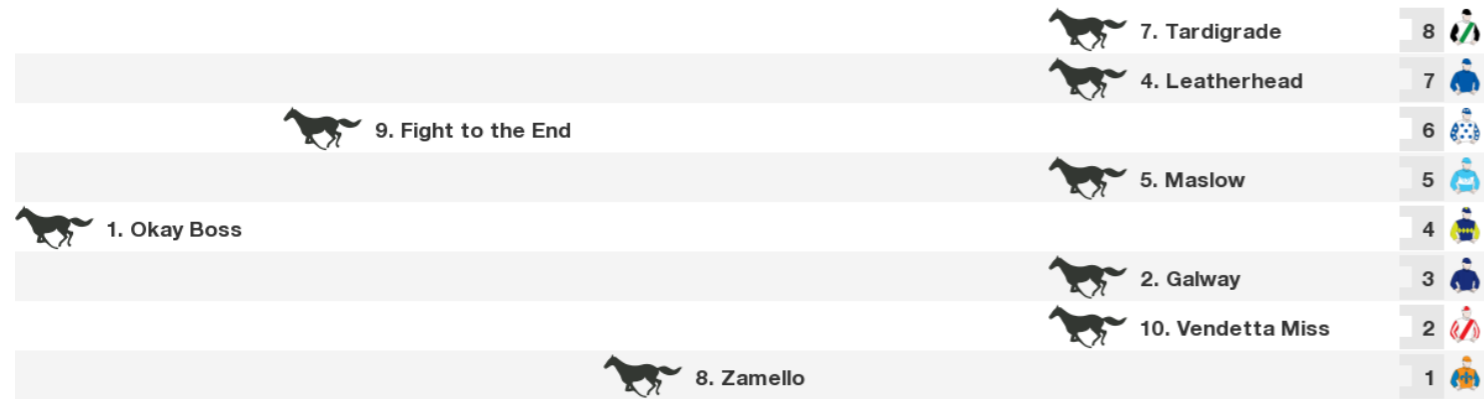 7. Tardigrade 8
4. Leatherhead 7
9. Fight to the End 6
5. Maslow 5
1. Okay Boss 4
2. Galway 3
10. Vendetta Miss 2
8. Zamello 1